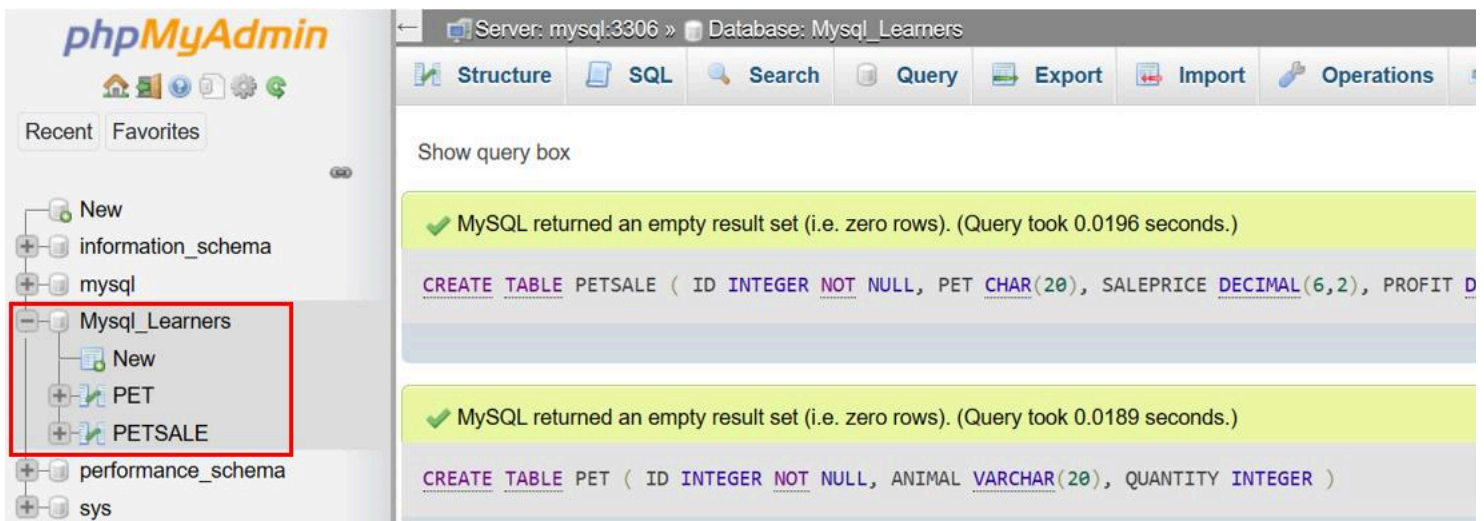 phpMyAdmin
Recent Favorites
New
information_schema
mysql
Mysql_Learners
New
PET
PETSALE
performance_schema
sys
Server: mysql:3306 » Database: Mysql_Learners
Structure SQL Search Query Export Import Operations
Show query box
MySQL returned an empty result set (i.e. zero rows). (Query took 0.0196 seconds.)
CREATE TABLE PETSALE ( ID INTEGER NOT NULL, PET CHAR(20), SALEPRICE DECIMAL(6,2), PROFIT D
MySQL returned an empty result set (i.e. zero rows). (Query took 0.0189 seconds.)
CREATE TABLE PET ( ID INTEGER NOT NULL, ANIMAL VARCHAR(20), QUANTITY INTEGER )